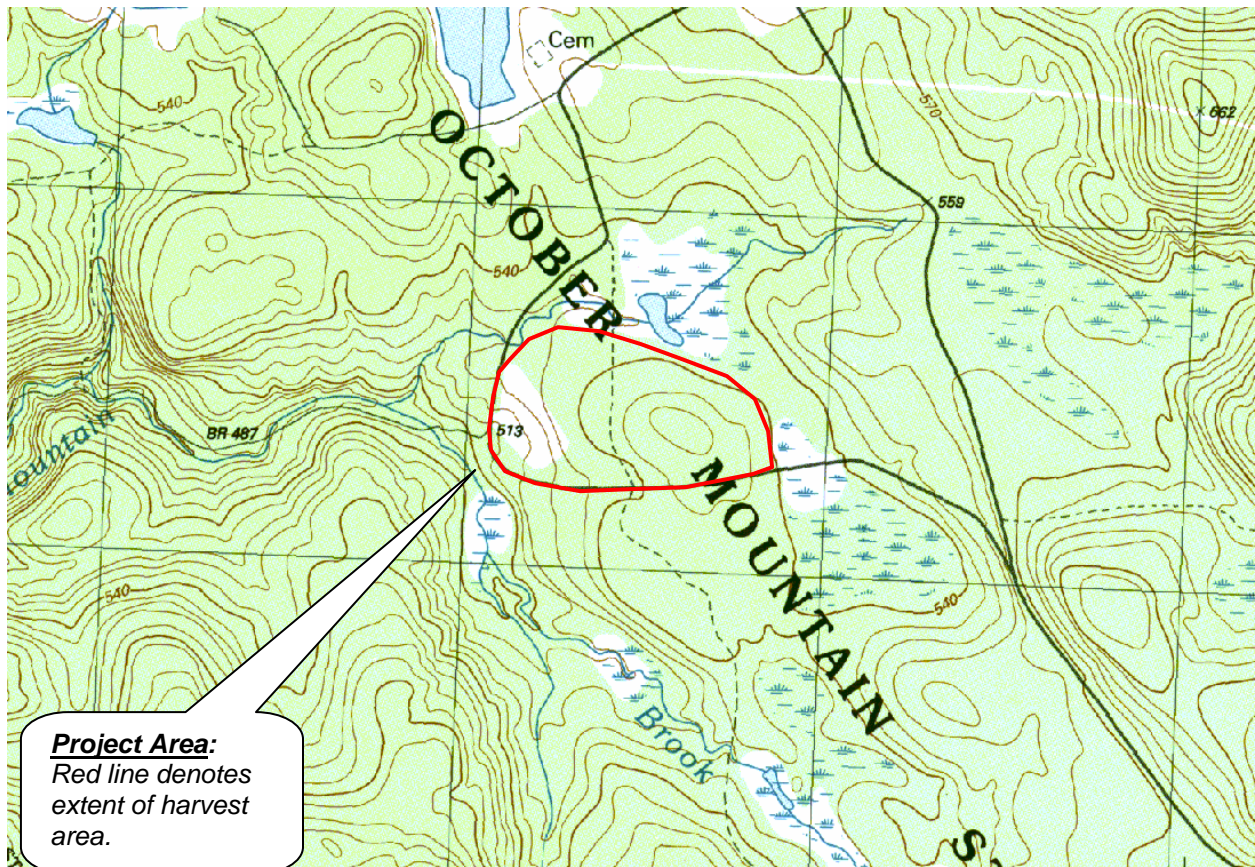 Cem
540
570
× 662
OCTOBER
559
540
BR 487
513
ountain
MOUNTAIN
540
540
Brook
Project Area:
Red line denotes
extent of harvest
area.
S